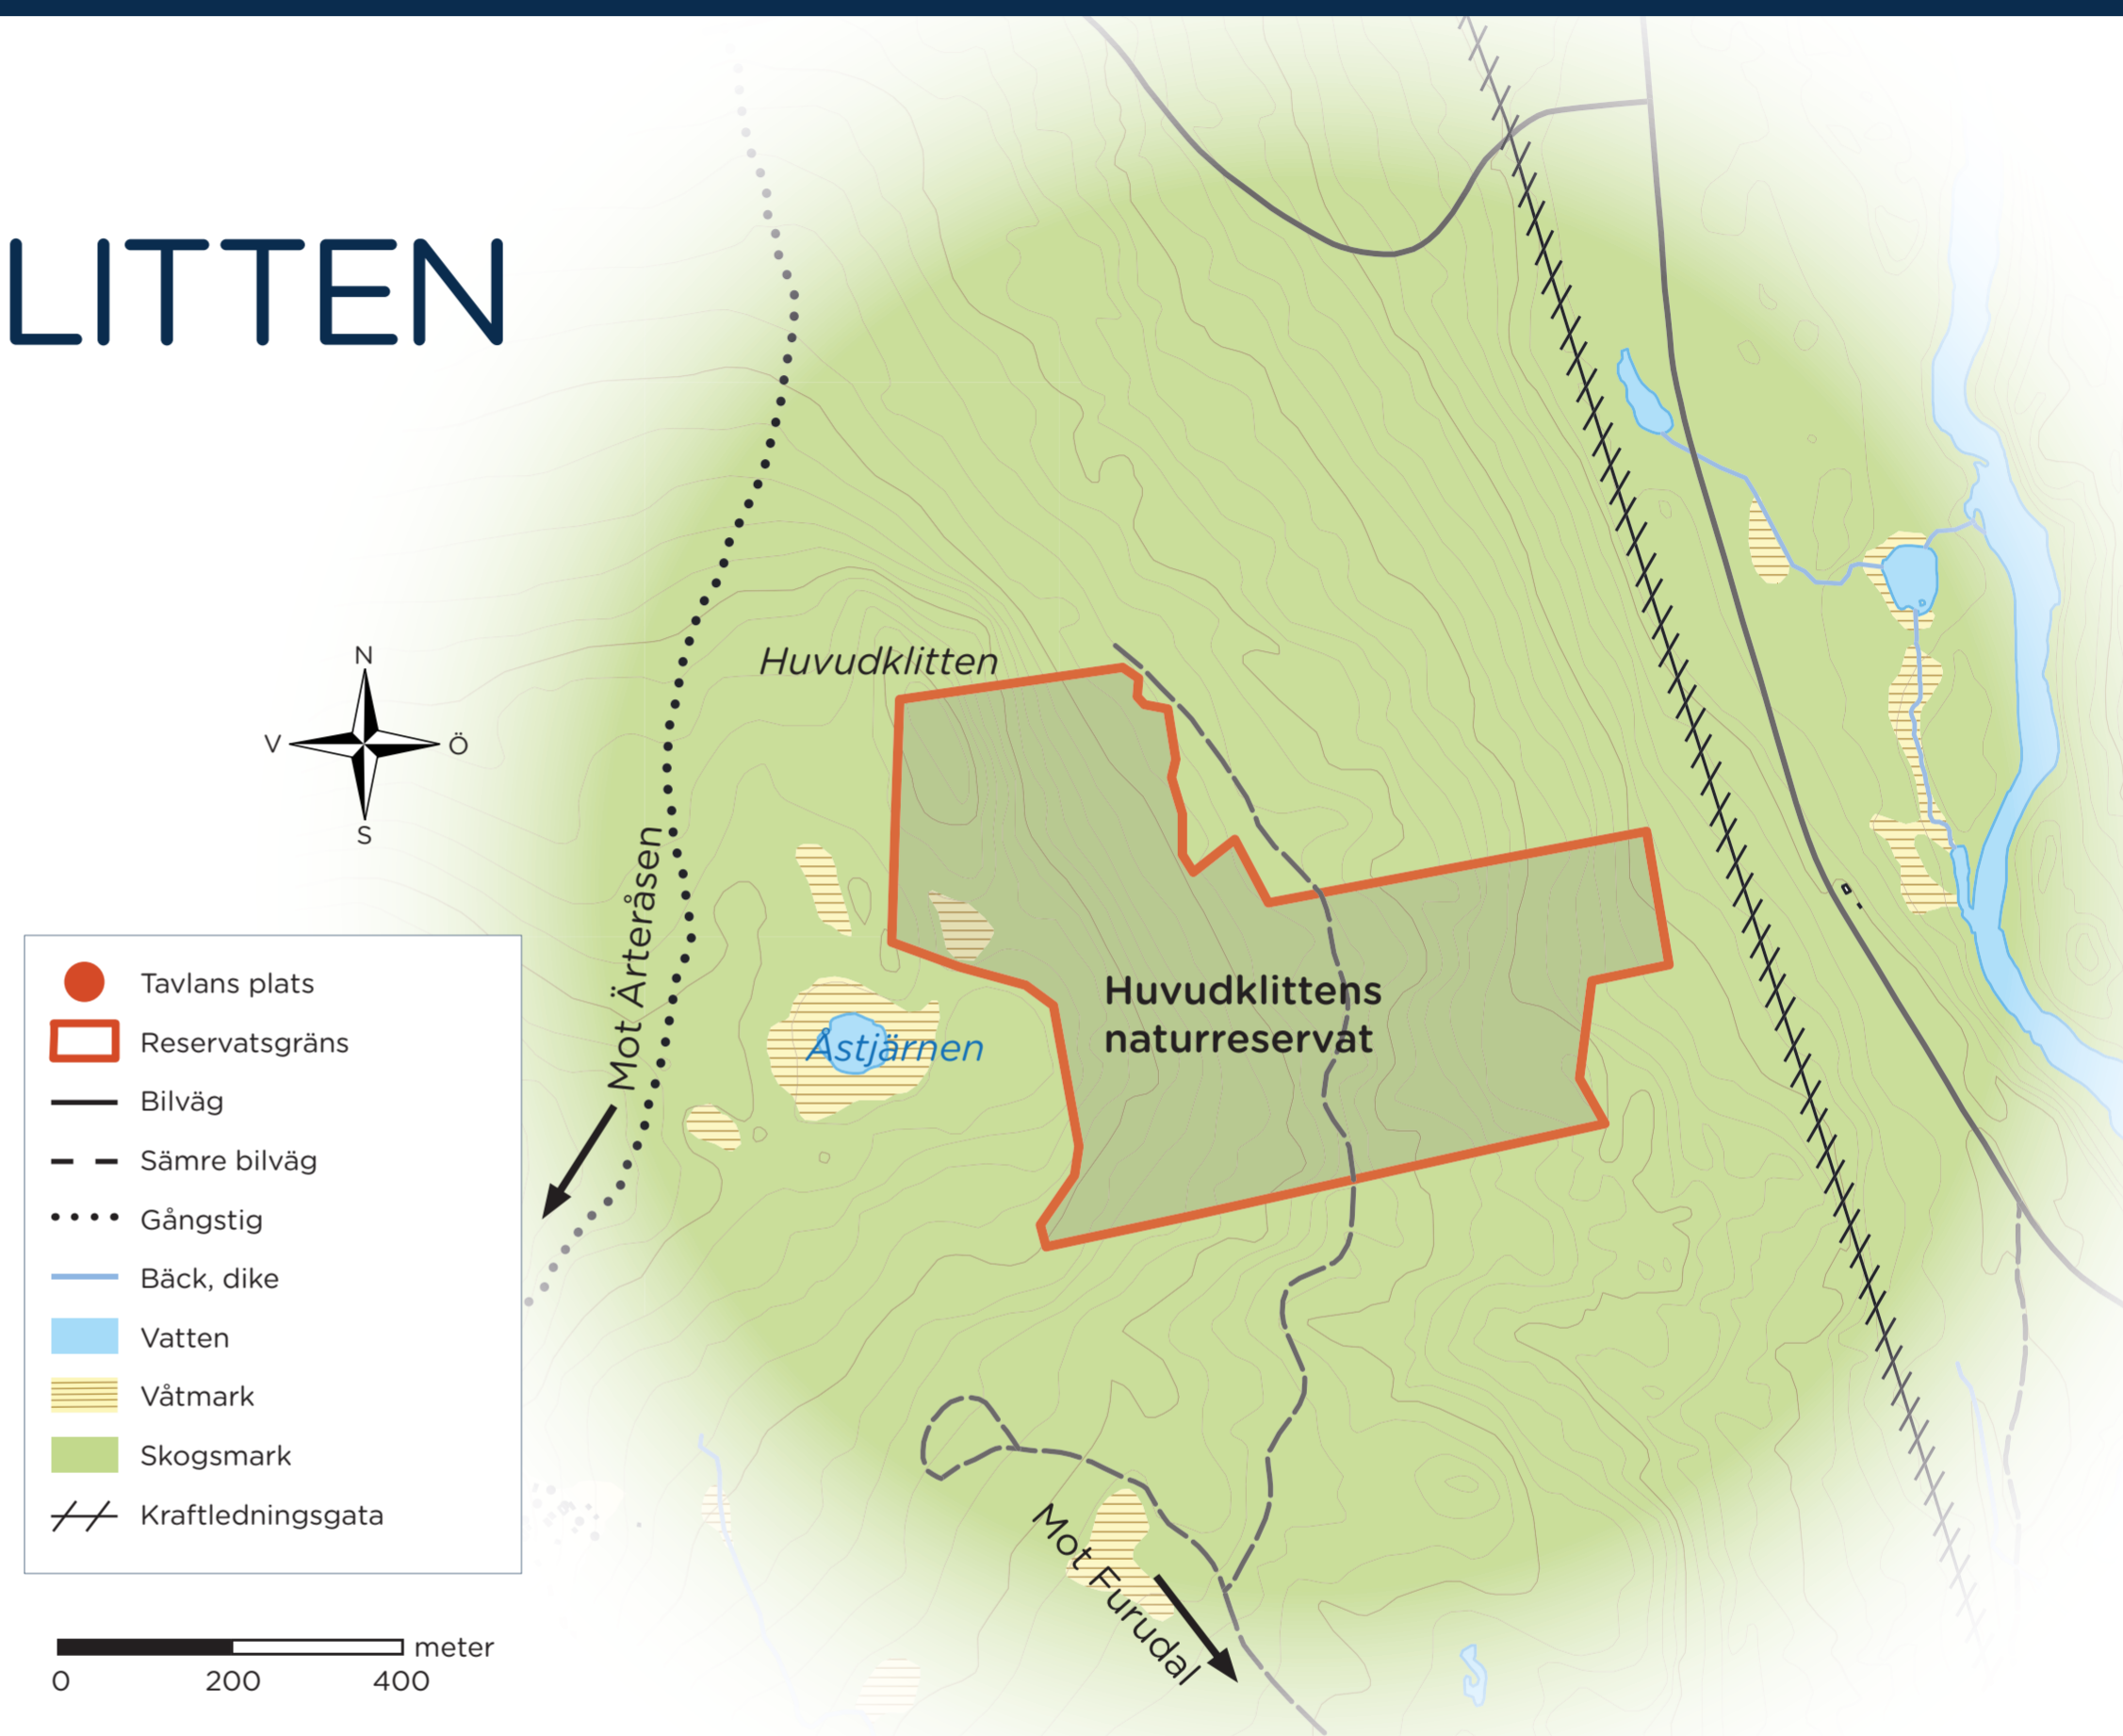 LITTEN
Huvudklitten
N
V
Ö
S
Mot Ärteråsen
Huvudklittens
naturreservat
Åstjärnen
Tavlans plats
Reservatsgräns
Bilväg
Sämre bilväg
Gångstig
Bäck, dike
Vatten
Våtmark
Skogsmark
Kraftledningsgata
Mot Furudal
meter
0 200 400